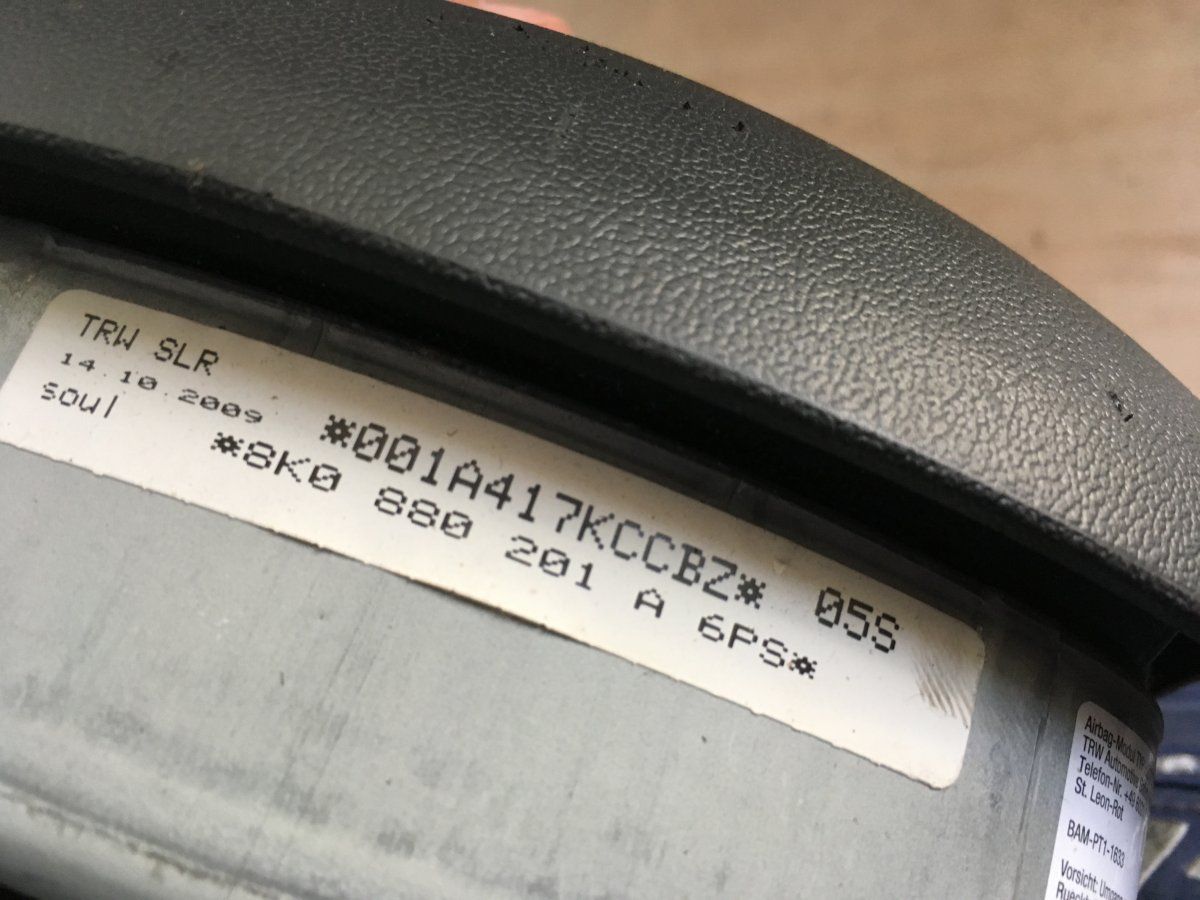 TRW SLR
14.10.2009
soul
*001A417KCCBZ* 05S
*8K0 880 201 A 6PS*
Airbag-Modul
TRW Automotive
Telefon-Nr. +49
St. Leon-Rot
BAM-PT1-1633
Vorsicht: